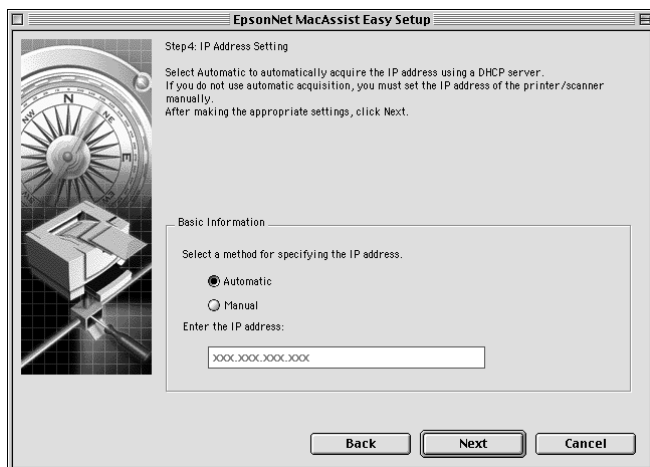 EpsonNet MacAssist Easy Setup
Step4: IP Address Setting
Select Automatic to automatically acquire the IP address using a DHCP server.
If you do not use automatic acquisition, you must set the IP address of the printer/scanner
manually.
After making the appropriate settings, click Next.
NW
N
NE
E
Basic Information
Select a method for specifying the IP address.
Automatic
Manual
Enter the IP address:
xxx.xxx.xxx.xxx
Back
Next
Cancel